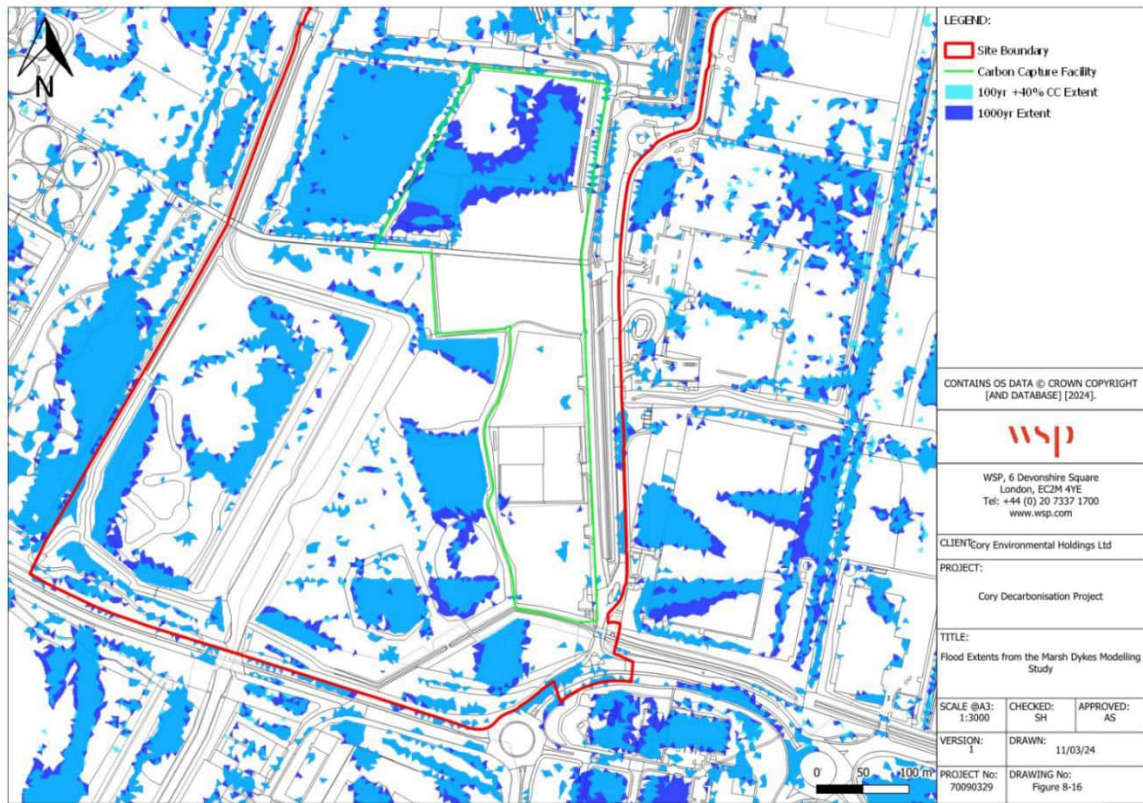 N
LEGEND:
Site Boundary
Carbon Capture Facility
100yr +40% CC Extent
1000yr Extent
CONTAINS OS DATA © CROWN COPYRIGHT
[AND DATABASE] [2024].
wsp
WSP, 6 Devonshire Square
London, EC2M 4YE
Tel: +44 (0) 20 7337 1700
www.wsp.com
CLIENT
Cory Environmental Holdings Ltd
PROJECT:
Cory Decarbonisation Project
TITLE:
Flood Extents from the Marsh Dykes Modelling
Study
SCALE @A3:
1:3000
CHECKED:
SH
APPROVED:
AS
VERSION:
1
DRAWN:
11/03/24
PROJECT No:
70090329
DRAWING No:
Figure 8-16
0 50 100 m